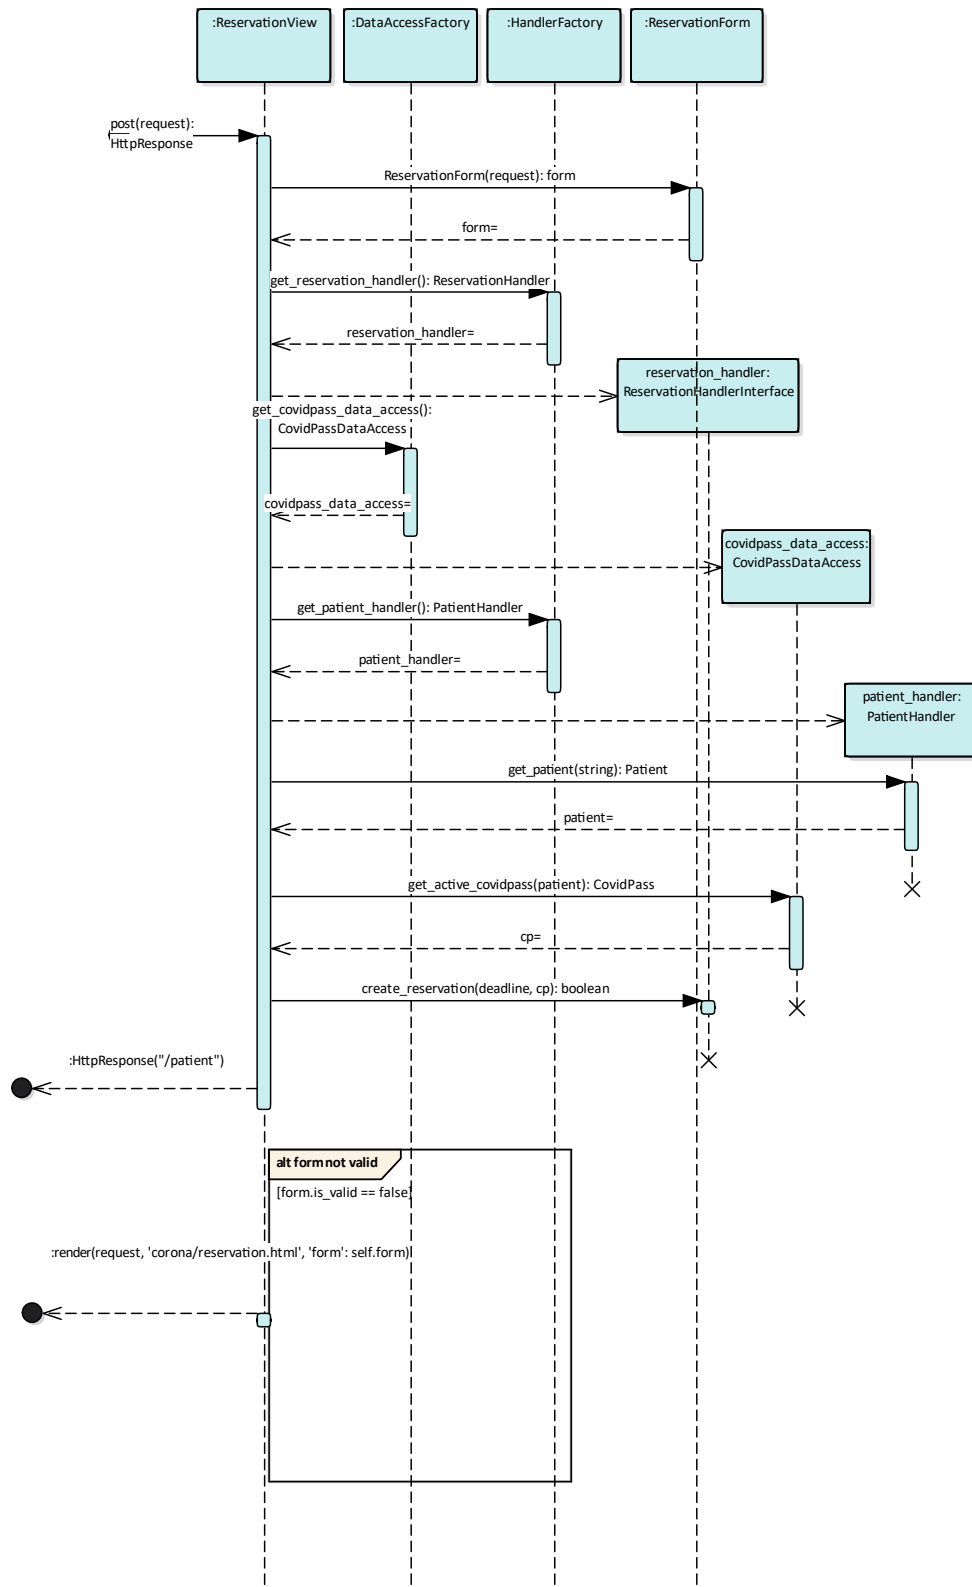 :ReservationView
:DataAccessFactory
:HandlerFactory
:ReservationForm
post(request):
HttpResponse
ReservationForm(request): form
form=
get_reservation_handler(): ReservationHandler
reservation_handler=
reservation_handler:
ReservationHandlerInterface
get_covidpass_data_access():
CovidPassDataAccess
covidpass_data_access=
covidpass_data_access:
CovidPassDataAccess
get_patient_handler(): PatientHandler
patient_handler=
patient_handler:
PatientHandler
get_patient(string): Patient
patient=
get_active_covidpass(patient): CovidPass
cp=
create_reservation(deadline, cp): boolean
:HttpResponse("/patient")
alt form not valid
[form.is_valid == false]
:render(request, 'corona/reservation.html', 'form': self.form)